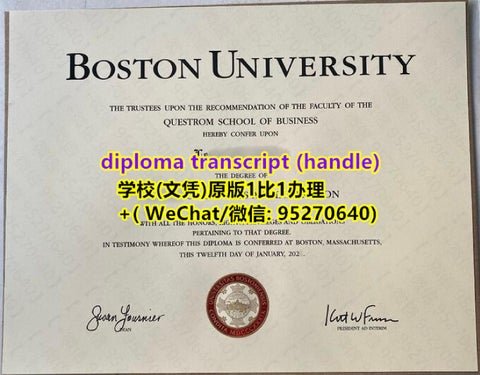 BOSTON UNIVERSITY
THE TRUSTEES UPON THE RECOMMENDATION OF THE FACULTY OF THE
QUESTROM SCHOOL OF BUSINESS
HEREBY CONFER UPON
diploma transcript (handle)
THE DEGREE OF
学校(文凭)原版1比1办理
+( WeChat/微信: 95270640)
WITH ALL THE HONORS, AND
PERTAINING TO THAT DEGREE.
IN TESTIMONY WHEREOF THIS DIPLOMA IS CONFERRED AT BOSTON, MASSACHUSETTS,
THIS TWELFTH DAY OF JANUARY,
Susan Fournier
DEAN
PRESIDENT AD INTERIM